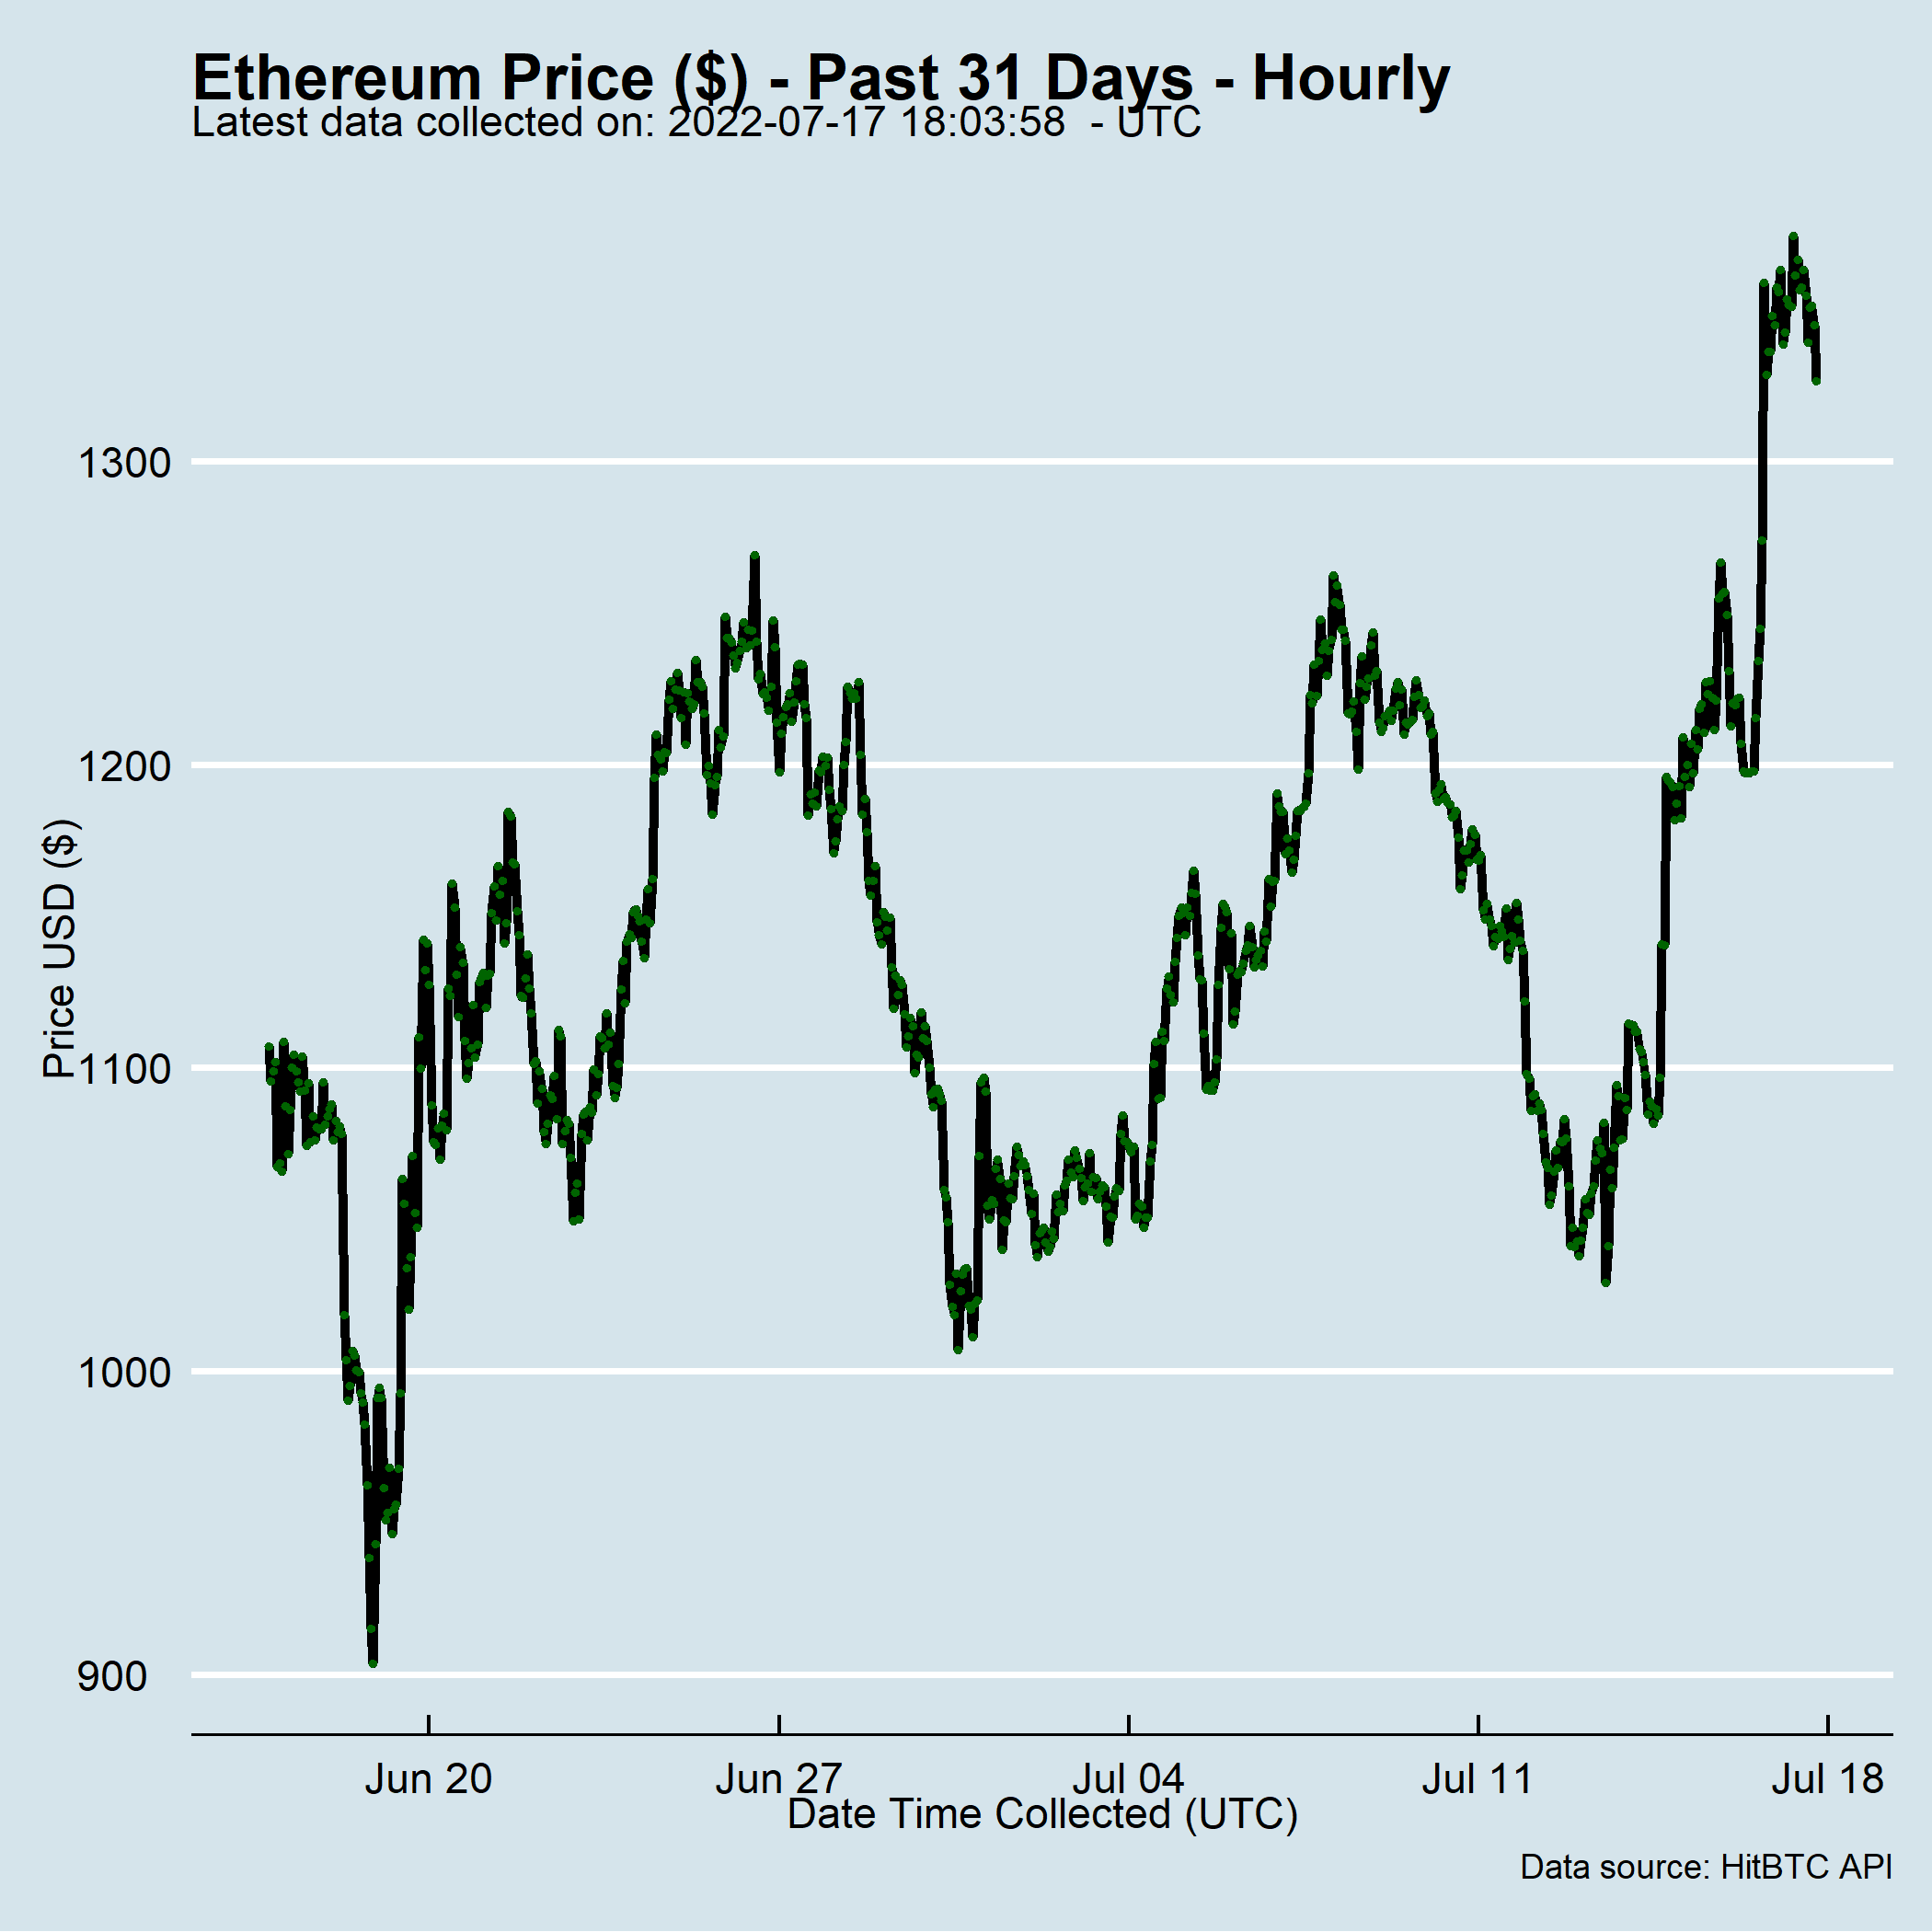 Ethereum Price ($) - Past 31 Days - Hourly
Latest data collected on: 2022-07-17 18:03:58  - UTC
Price USD ($)
1300
1200
1100
1000
900
Jun 20
Jun 27
Jul 04
Jul 11
Jul 18
Date Time Collected (UTC)
Data source: HitBTC API